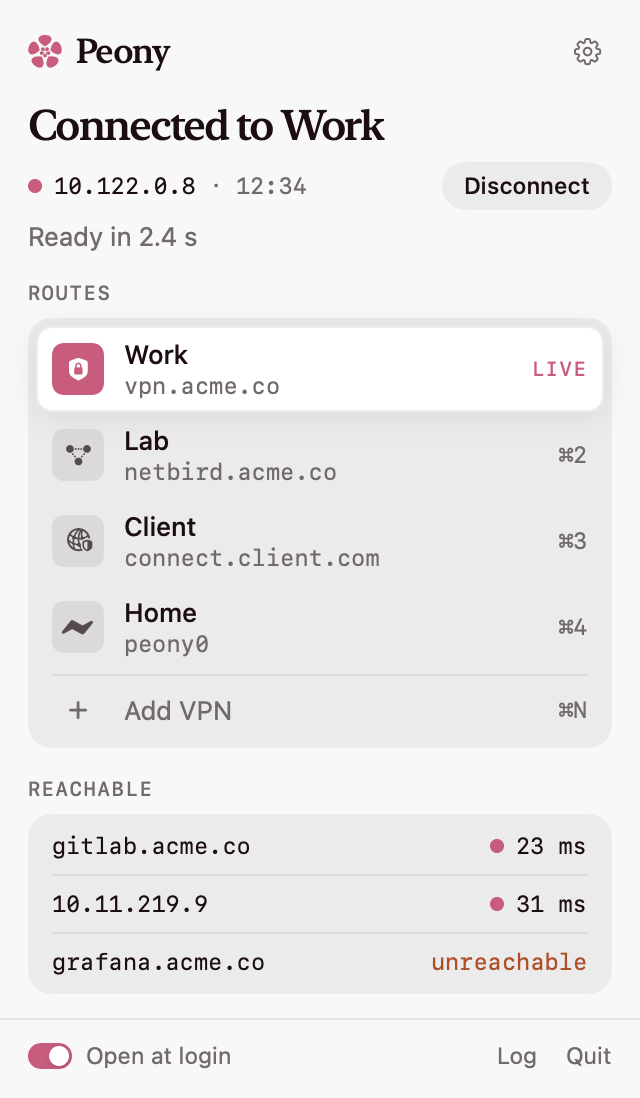 Peony
Connected to Work
10.122.0.8 · 12:34
Disconnect
Ready in 2.4 s
ROUTES
Work
vpn.acme.co
LIVE
Lab
netbird.acme.co
⌘2
Client
connect.client.com
⌘3
Home
peony0
⌘4
+ Add VPN
⌘N
REACHABLE
gitlab.acme.co
23 ms
10.11.219.9
31 ms
grafana.acme.co
unreachable
Open at login
Log
Quit